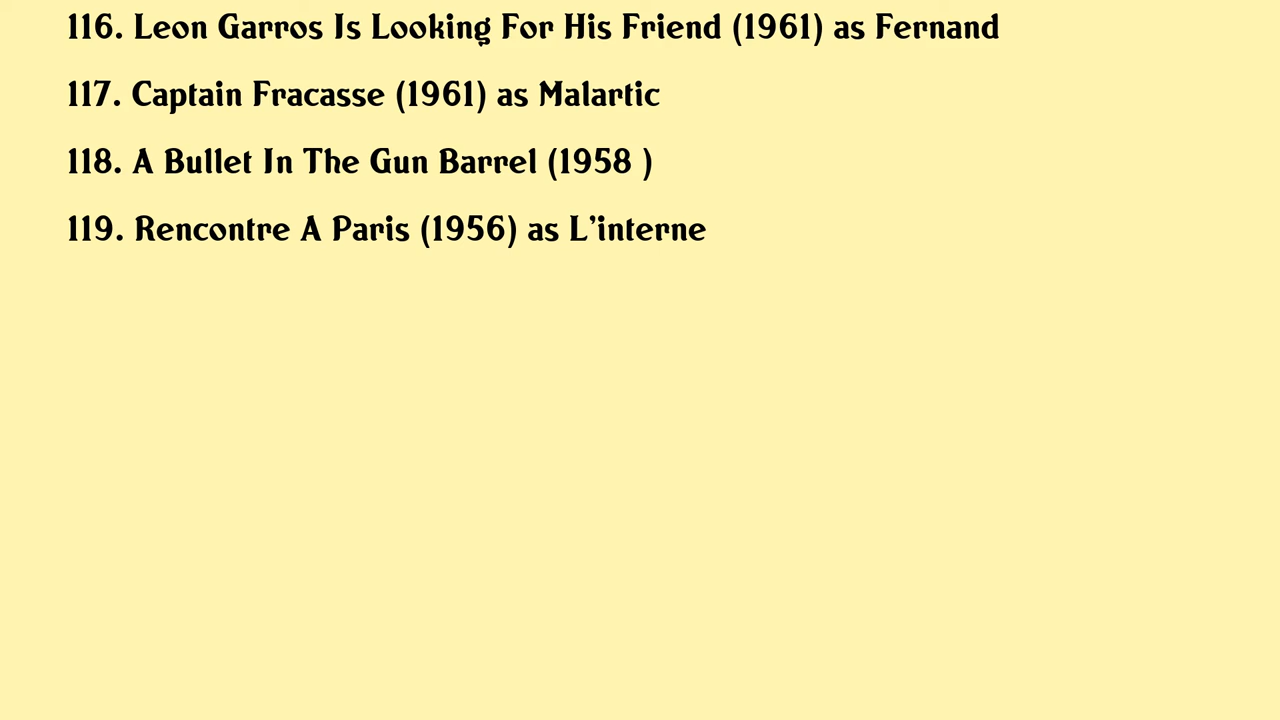 116. Leon Garros Is Looking For His Friend (1961) as Fernand
117. Captain Fracasse (1961) as Malartic
118. A Bullet In The Gun Barrel (1958 )
119. Rencontre A Paris (1956) as L'interne